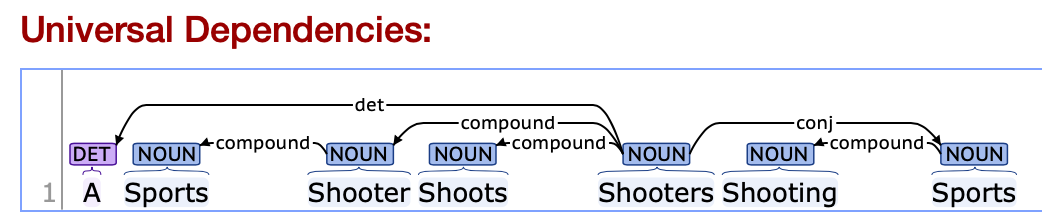 Universal Dependencies:
det
compound conj
compound compound compound
DET NOUN NOUN NOUN NOUN NOUN NOUN
1 A Sports Shooter Shoots Shooters Shooting Sports